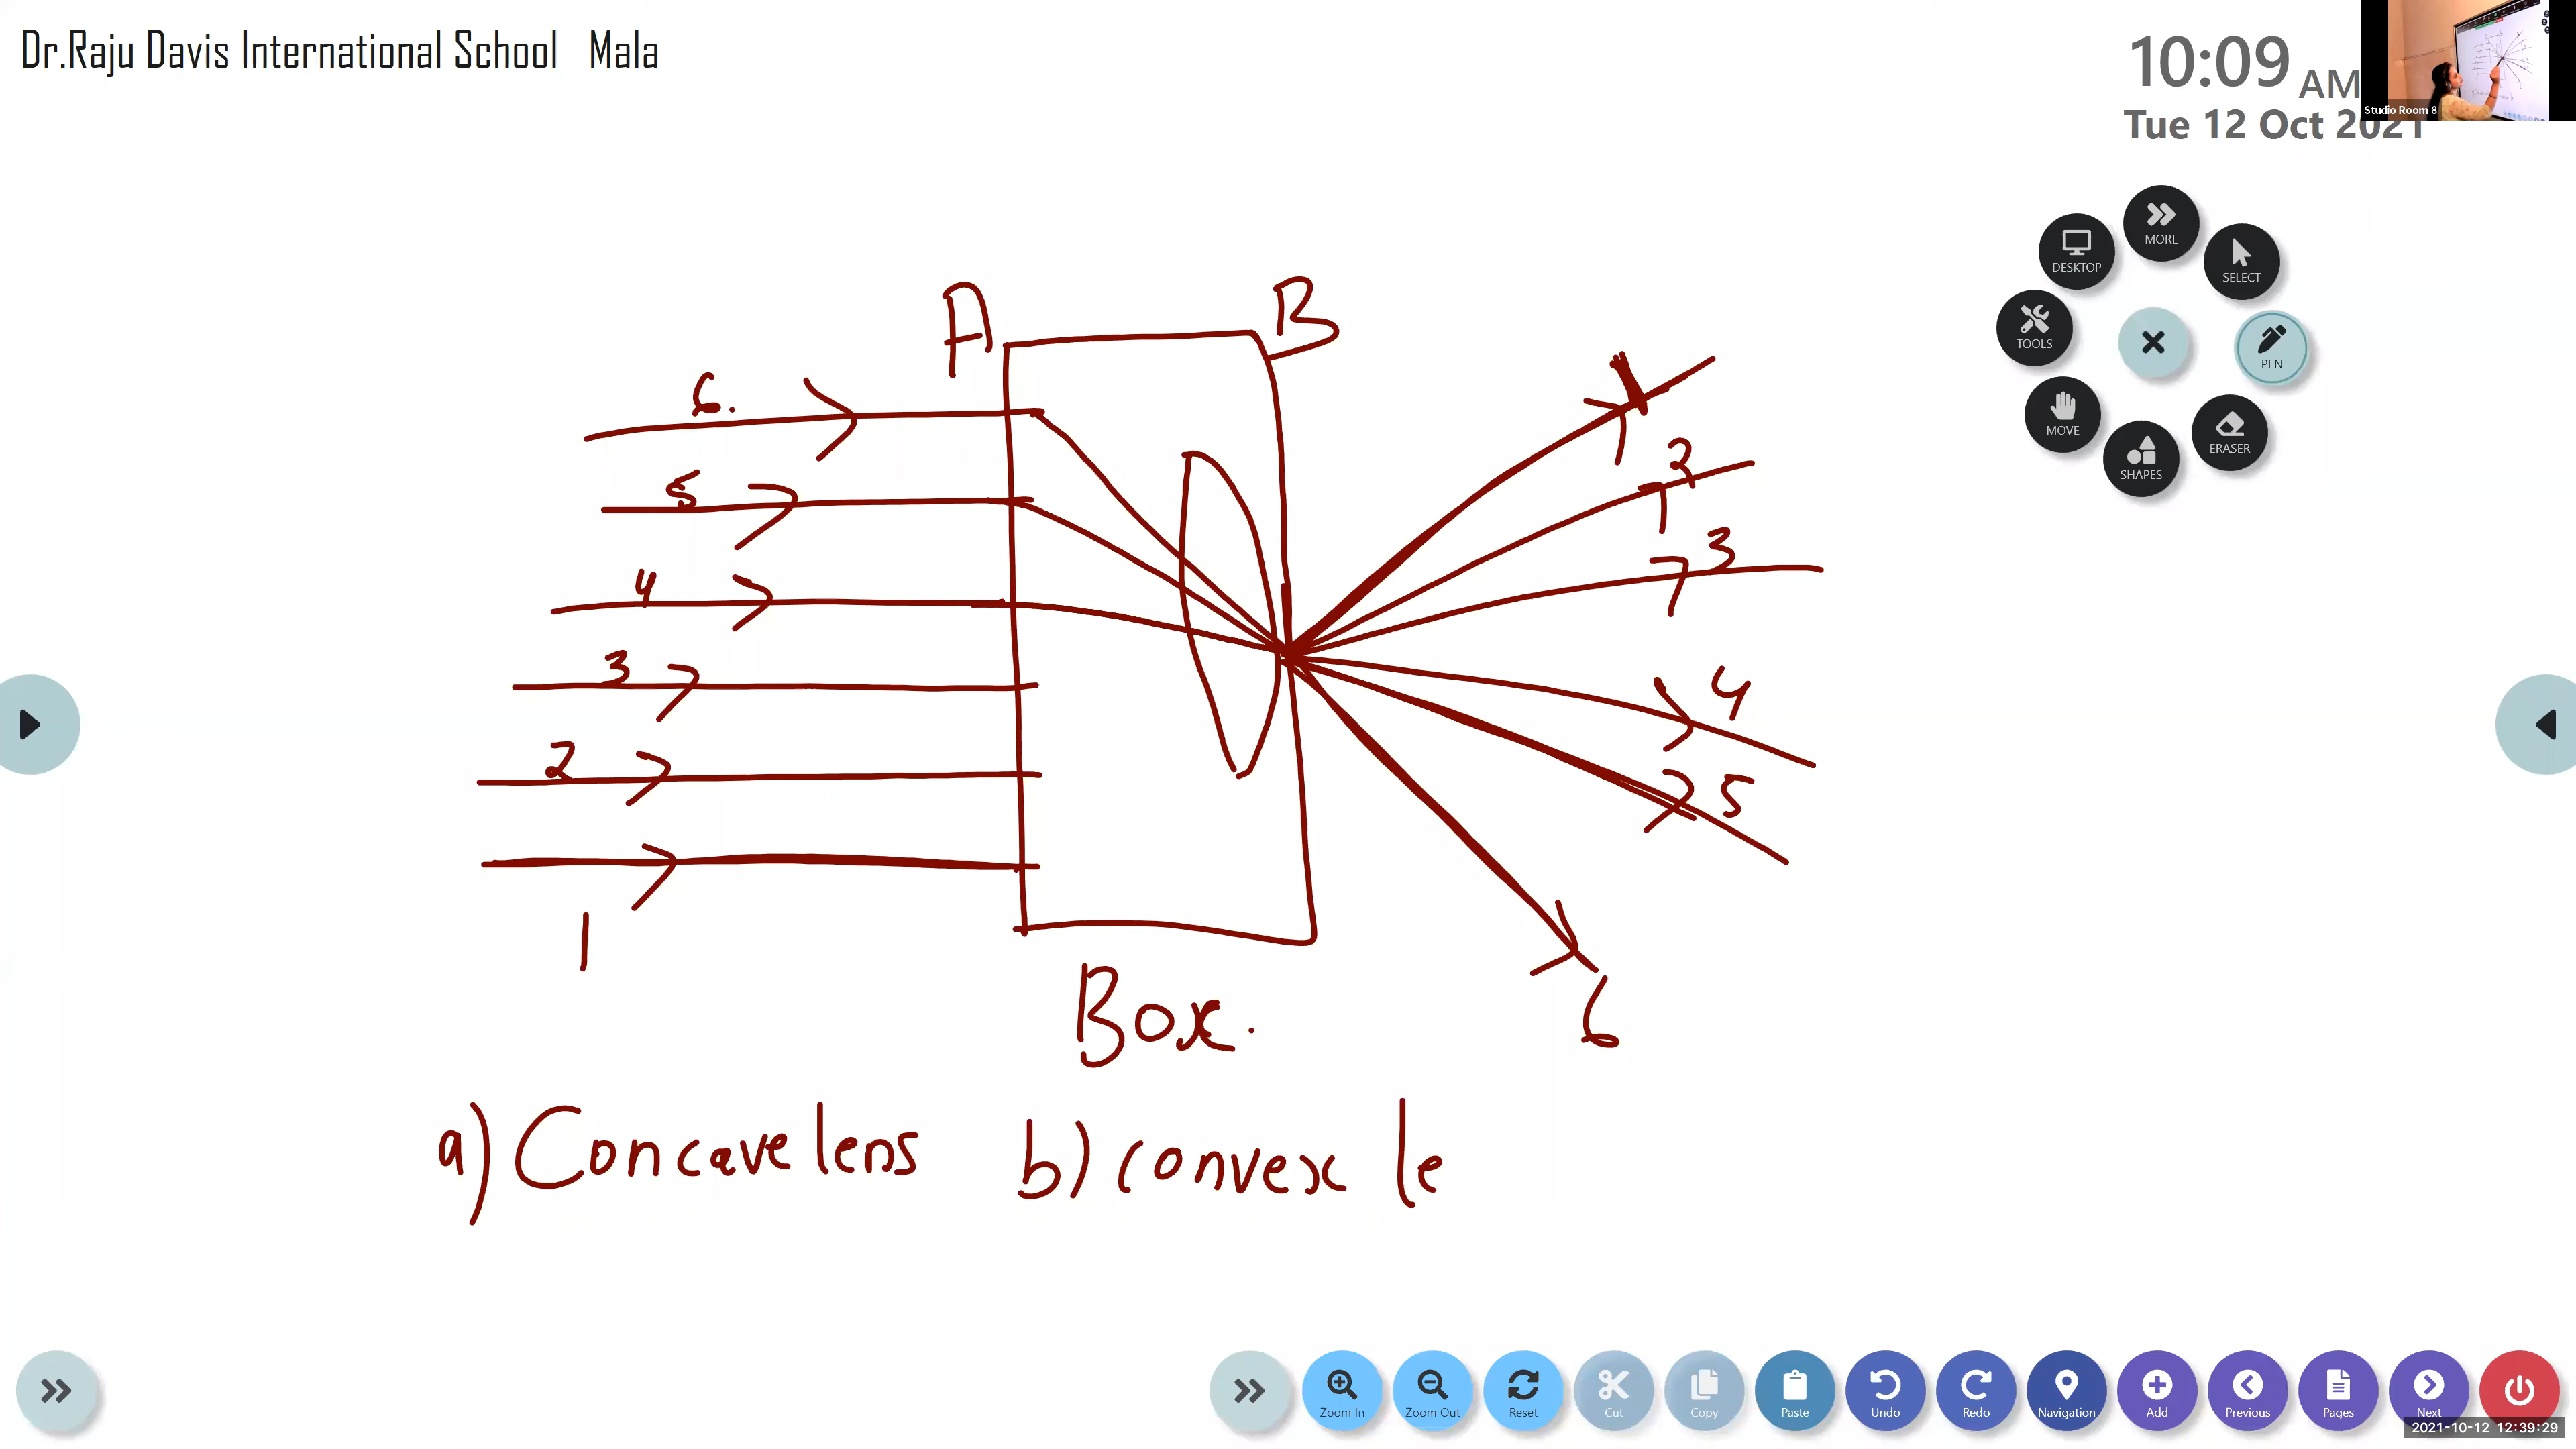 Dr.Raju Davis International School Mala
10:09 AM
Tue 12 Oct 2021
Studio Room 8
MORE
DESKTOP
SELECT
TOOLS
PEN
MOVE
ERASER
SHAPES
A
B
6.
5
4
3
2
1
1
2
3
4
5
6
Box.
a) Concave lens b) convex le
Zoom In
Zoom Out
Reset
Cut
Copy
Paste
Undo
Redo
Navigation
Add
Previous
Pages
Next
2021-10-12 12:39:29